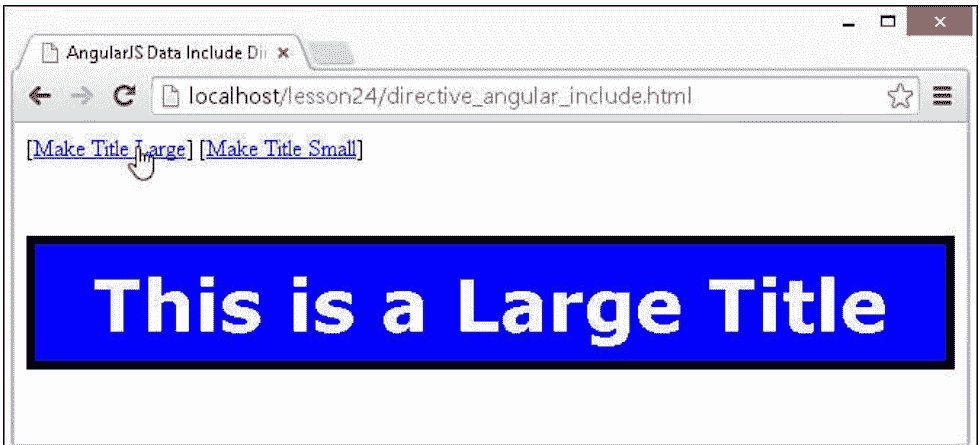 AngularJS Data Include Di
localhost/lesson24/directive_angular_include.html
[Make Title Large] [Make Title Small]
This is a Large Title